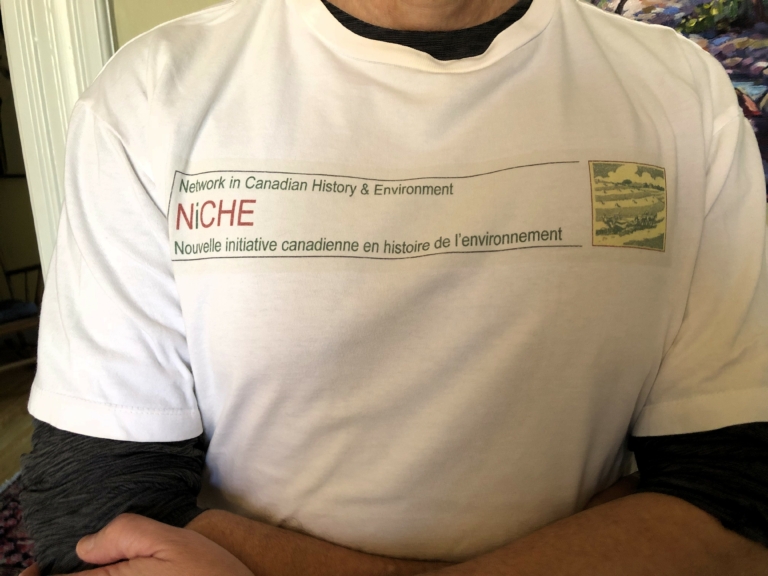 Network in Canadian History & Environment
NiCHE
Nouvelle initiative canadienne en histoire de l'environnement